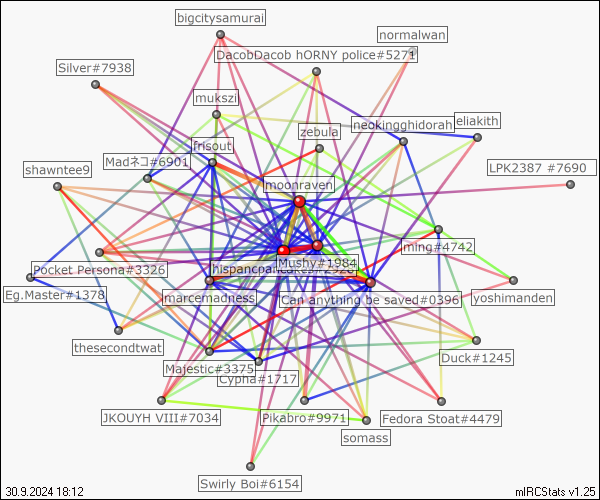 bigcitysamurai
normalwan
DacobDacob hORNY police#5271
Silver#7938
mukszi
neokingghidorah
eliakith
zebula
frisout
Madネコ#6901
LPK2387 #7690
shawntee9
moonraven
ming#4742
Mushy#1984
Pocket Persona#3326
Eg.Master#1378
marcemadness
Can anything be saved#0396
yoshimanden
thesecondtwat
Duck#1245
Majestic#3375
Cypha#1717
JKOUYH VIII#7034
Pikabro#9971
Fedora Stoat#4479
somass
Swirly Boi#6154
30.9.2024 18:12
mIRCStats v1.25